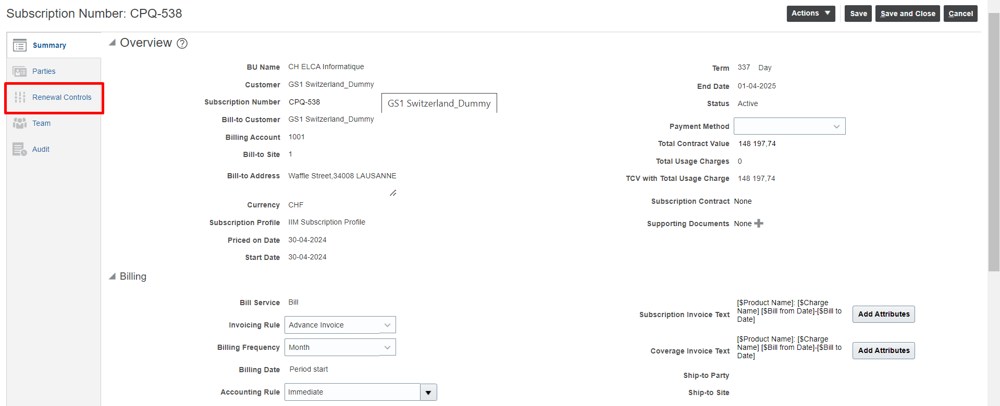 Subscription Number: CPQ-538
Actions
Save
Save and Close
Cancel
Summary
Parties
Renewal Controls
Team
Audit
Overview ?
BU Name CH ELCA Informatique
Customer GS1 Switzerland_Dummy
Subscription Number CPQ-538
GS1 Switzerland_Dummy
Bill-to Customer GS1 Switzerland_Dummy
Billing Account 1001
Bill-to Site 1
Bill-to Address Waffle Street,34008 LAUSANNE
Currency CHF
Subscription Profile IIM Subscription Profile
Priced on Date 30-04-2024
Start Date 30-04-2024
Term 337 Day
End Date 01-04-2025
Status Active
Payment Method
Total Contract Value 148 197,74
Total Usage Charges 0
TCV with Total Usage Charge 148 197,74
Subscription Contract None
Supporting Documents None
Billing
Bill Service Bill
Invoicing Rule Advance Invoice
Billing Frequency Month
Billing Date Period start
Accounting Rule Immediate
Subscription Invoice Text
[$Product Name]: [$Charge
Name] [$Bill from Date]-[$Bill to
Date]
Add Attributes
Coverage Invoice Text
[$Product Name]: [$Charge
Name] [$Bill from Date]-[$Bill to
Date]
Add Attributes
Ship-to Party
Ship-to Site